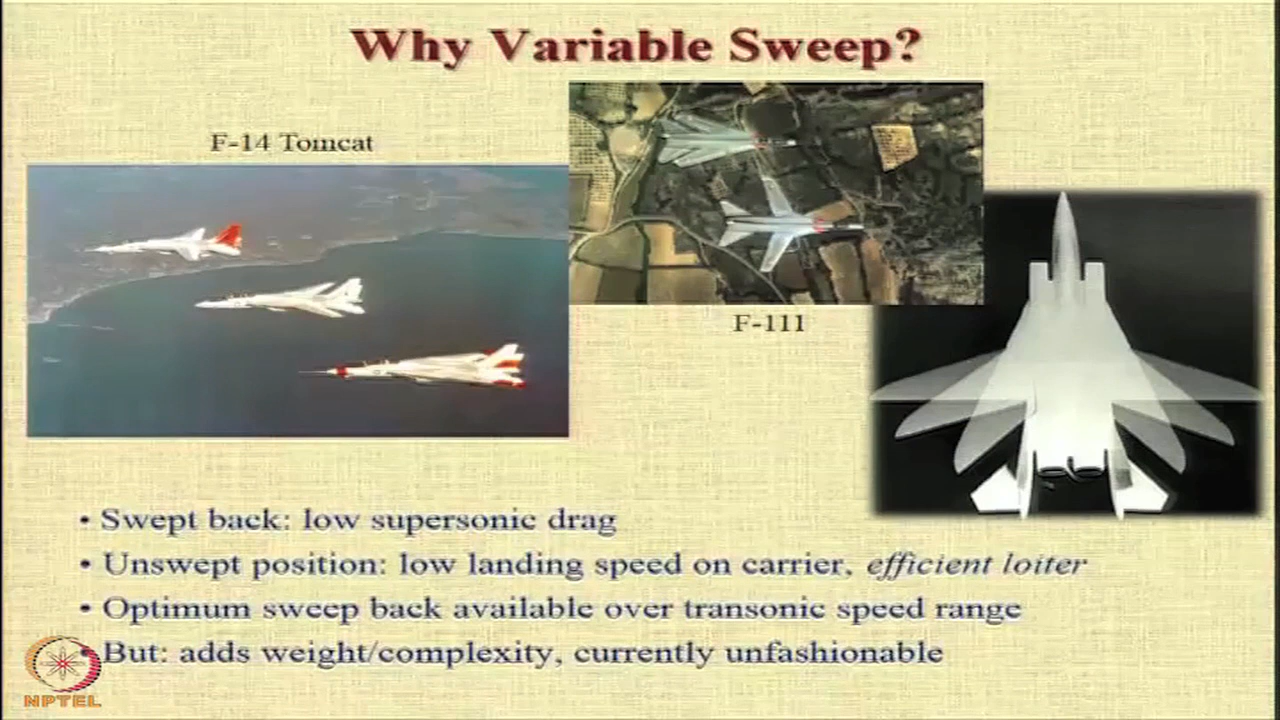 Why Variable Sweep?
F-14 Tomcat
F-111
• Swept back: low supersonic drag
• Unswept position: low landing speed on carrier, efficient loiter
• Optimum sweep back available over transonic speed range
• But: adds weight/complexity, currently unfashionable
NPTEL